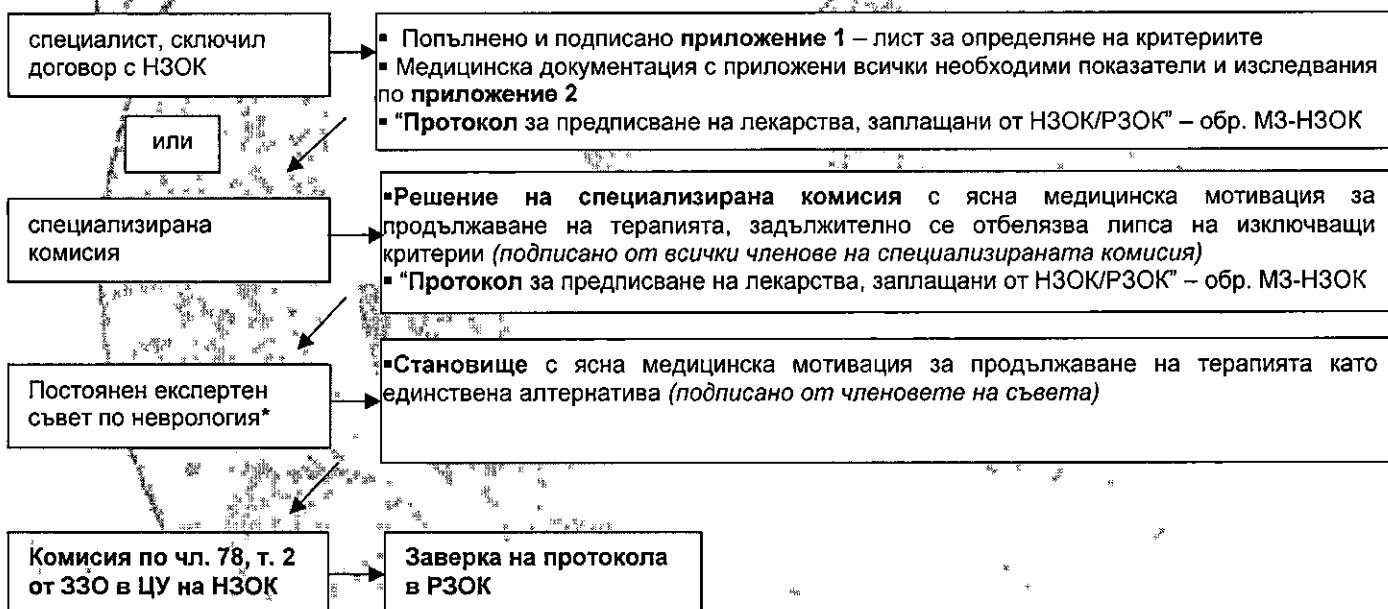 специалист, сключил
договор с НЗОК
▪ Попълнено и подписано приложение 1 – лист за определяне на критериите
▪ Медицинска документация с приложени всички необходими показатели и изследвания
по приложение 2
▪ "Протокол за предписване на лекарства, заплащани от НЗОК/РЗОК" – обр. МЗ-НЗОК
или
специализирана
комисия
▪Решение на специализирана комисия с ясна медицинска мотивация за
продължаване на терапията, задължително се отбелязва липса на изключващи
критерии (подписано от всички членове на специализираната комисия)
▪ "Протокол за предписване на лекарства, заплащани от НЗОК/РЗОК" – обр. МЗ-НЗОК
Постоянен експертен
съвет по неврология*
▪Становище с ясна медицинска мотивация за продължаване на терапията като
единствена алтернатива (подписано от членовете на съвета)
Комисия по чл. 78, т. 2
от ЗЗО в ЦУ на НЗОК
Заверка на протокола
в РЗОК